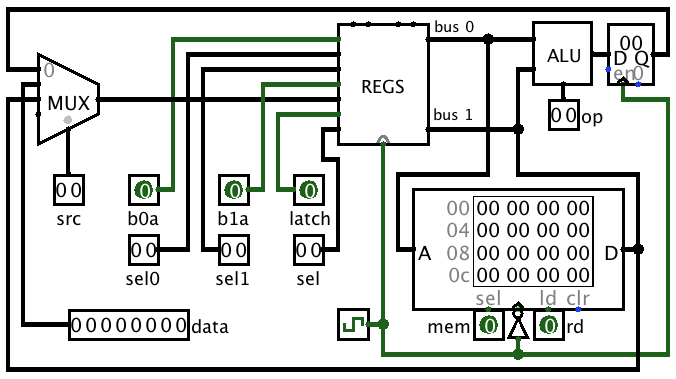 bus 0
0
MUX
REGS
ALU
00
D Q
en 0
00
op
bus 1
00
src
0
b0a
0
b1a
0
latch
00
sel0
00
sel1
00
sel
00 00 00 00 00
04 00 00 00 00
A 08 00 00 00 00 D
0c 00 00 00 00
sel ld clr
00000000 data
mem 0
0 rd